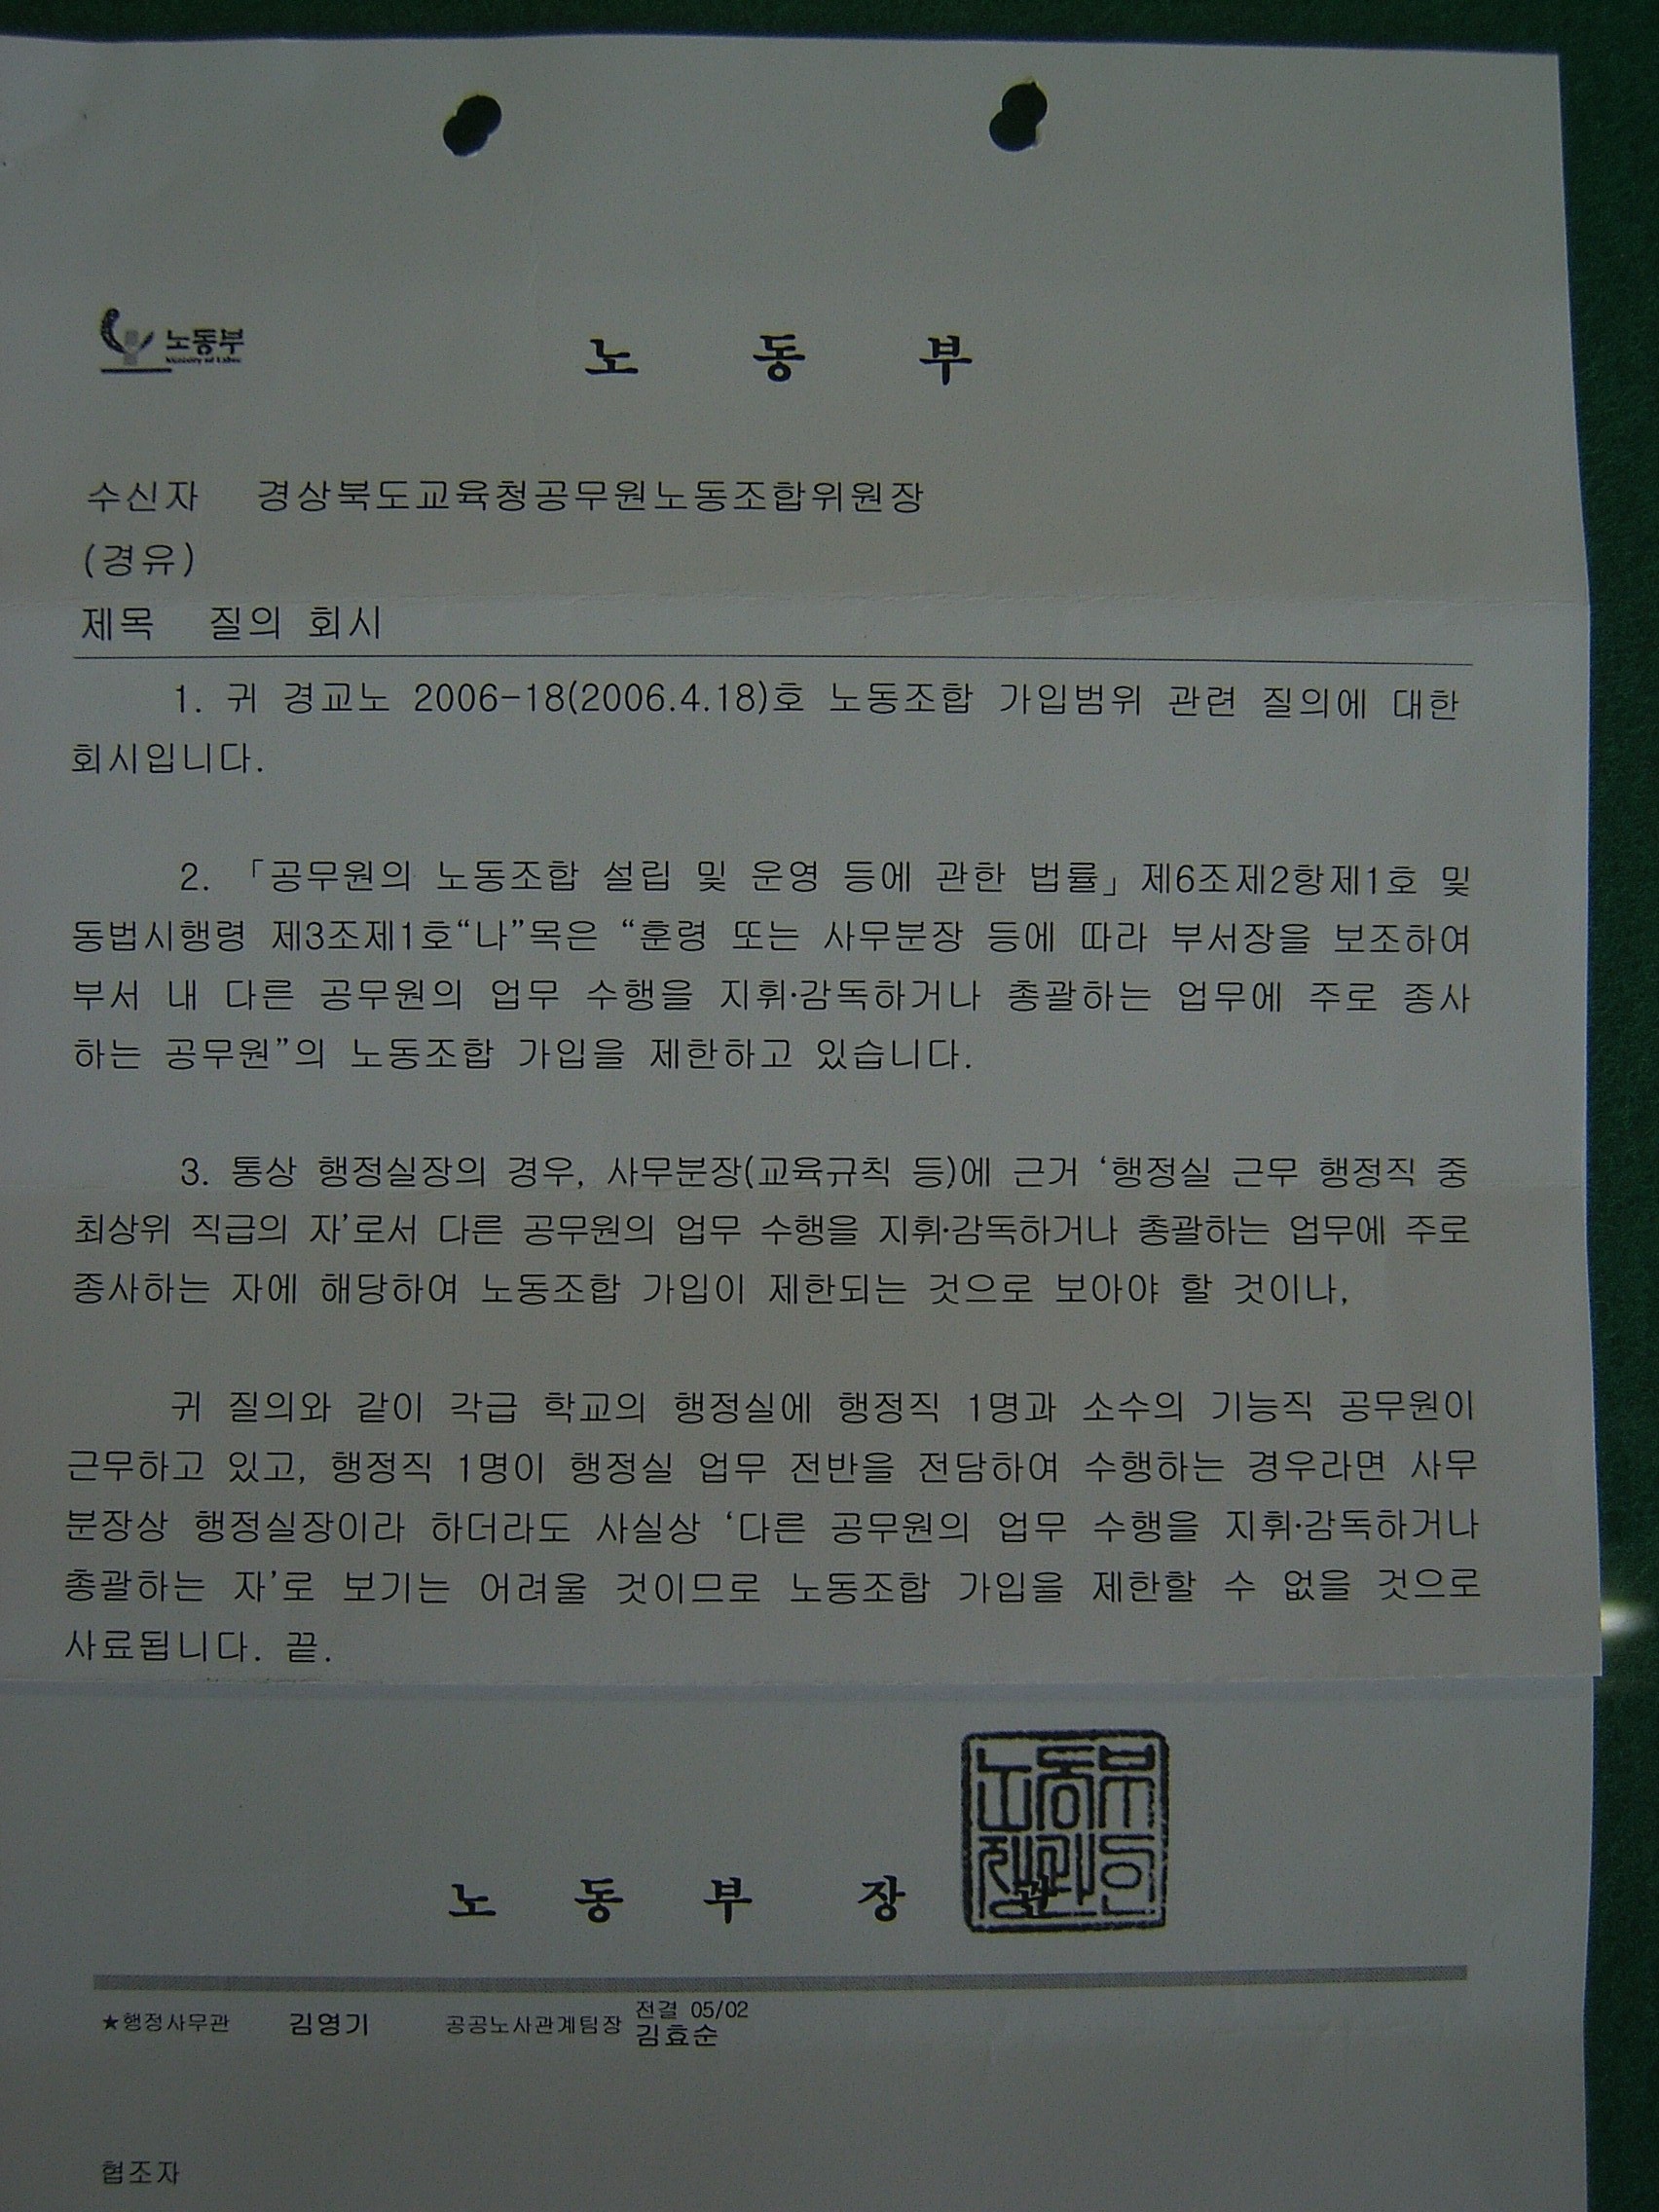 노동부
Ministry of Labor
노 동 부
수신자 경상북도교육청공무원노동조합위원장
(경유)
제목 질의 회시
1. 귀 경교노 2006-18(2006.4.18)호 노동조합 가입범위 관련 질의에 대한
회시입니다.
2. 「공무원의 노동조합 설립 및 운영 등에 관한 법률」제6조제2항제1호 및
동법시행령 제3조제1호“나”목은 “훈령 또는 사무분장 등에 따라 부서장을 보조하여
부서 내 다른 공무원의 업무 수행을 지휘·감독하거나 총괄하는 업무에 주로 종사
하는 공무원”의 노동조합 가입을 제한하고 있습니다.
3. 통상 행정실장의 경우, 사무분장(교육규칙 등)에 근거 ‘행정실 근무 행정직 중
최상위 직급의 자’로서 다른 공무원의 업무 수행을 지휘·감독하거나 총괄하는 업무에 주로
종사하는 자에 해당하여 노동조합 가입이 제한되는 것으로 보아야 할 것이나,
귀 질의와 같이 각급 학교의 행정실에 행정직 1명과 소수의 기능직 공무원이
근무하고 있고, 행정직 1명이 행정실 업무 전반을 전담하여 수행하는 경우라면 사무
분장상 행정실장이라 하더라도 사실상 ‘다른 공무원의 업무 수행을 지휘·감독하거나
총괄하는 자’로 보기는 어려울 것이므로 노동조합 가입을 제한할 수 없을 것으로
사료됩니다. 끝.
노동부
장관인
노 동 부 장 관
★행정사무관 김영기 공공노사관계팀장 전결 05/02
김효순
협조자